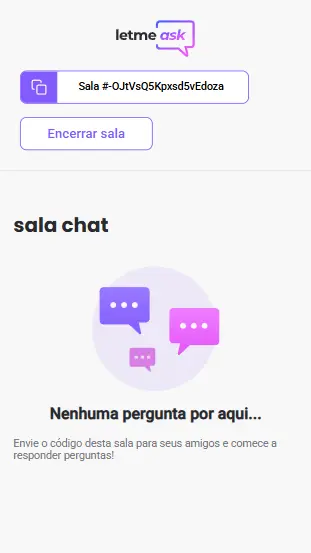 letme ask
Sala #-OJtVsQ5Kpxsd5vEdoza
Encerrar sala
sala chat
Nenhuma pergunta por aqui...
Envie o código desta sala para seus amigos e comece a
responder perguntas!